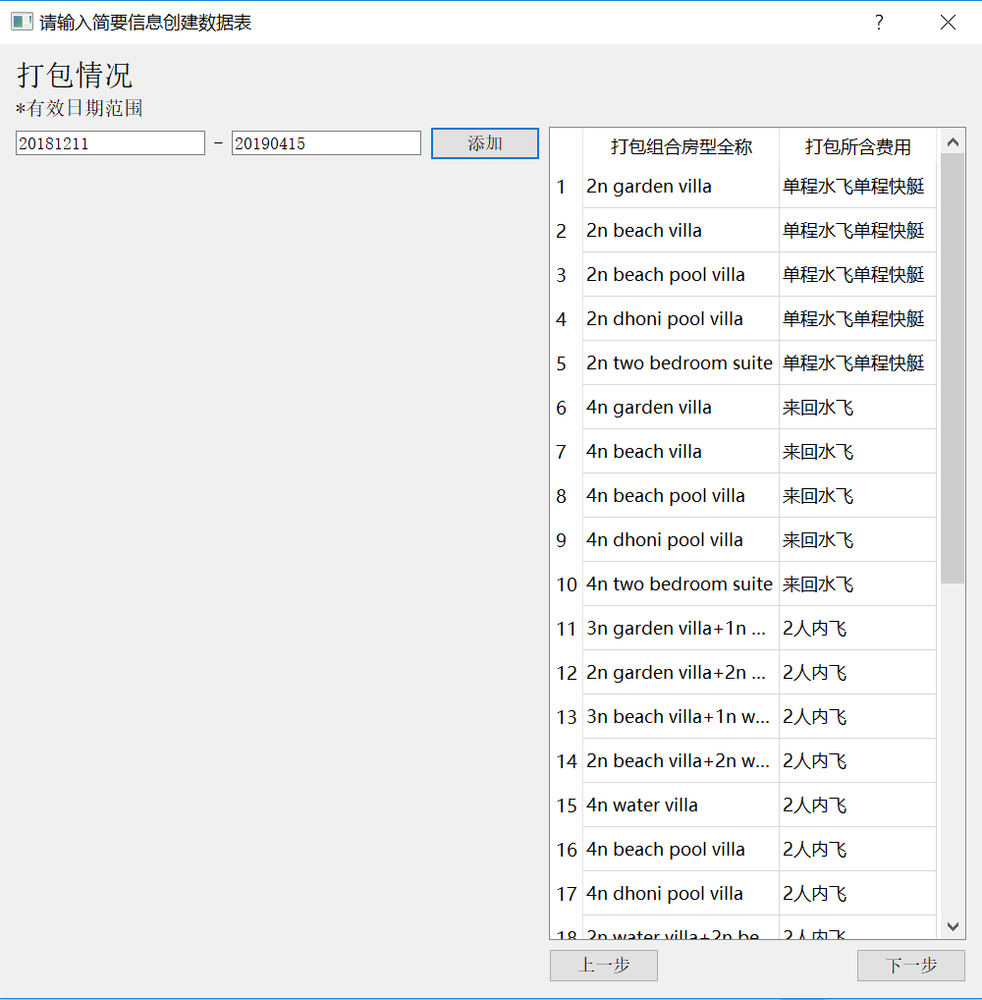 请输入简要信息创建数据表
?
打包情况
*有效日期范围
20181211 - 20190415 添加
打包组合房型全称 打包所含费用
1 2n garden villa 单程水飞单程快艇
2 2n beach villa 单程水飞单程快艇
3 2n beach pool villa 单程水飞单程快艇
4 2n dhoni pool villa 单程水飞单程快艇
5 2n two bedroom suite 单程水飞单程快艇
6 4n garden villa 来回水飞
7 4n beach villa 来回水飞
8 4n beach pool villa 来回水飞
9 4n dhoni pool villa 来回水飞
10 4n two bedroom suite 来回水飞
11 3n garden villa+1n ... 2人内飞
12 2n garden villa+2n ... 2人内飞
13 3n beach villa+1n w... 2人内飞
14 2n beach villa+2n w... 2人内飞
15 4n water villa 2人内飞
16 4n beach pool villa 2人内飞
17 4n dhoni pool villa 2人内飞
18 2n water villa+2n be... 2人内飞
上一步 下一步